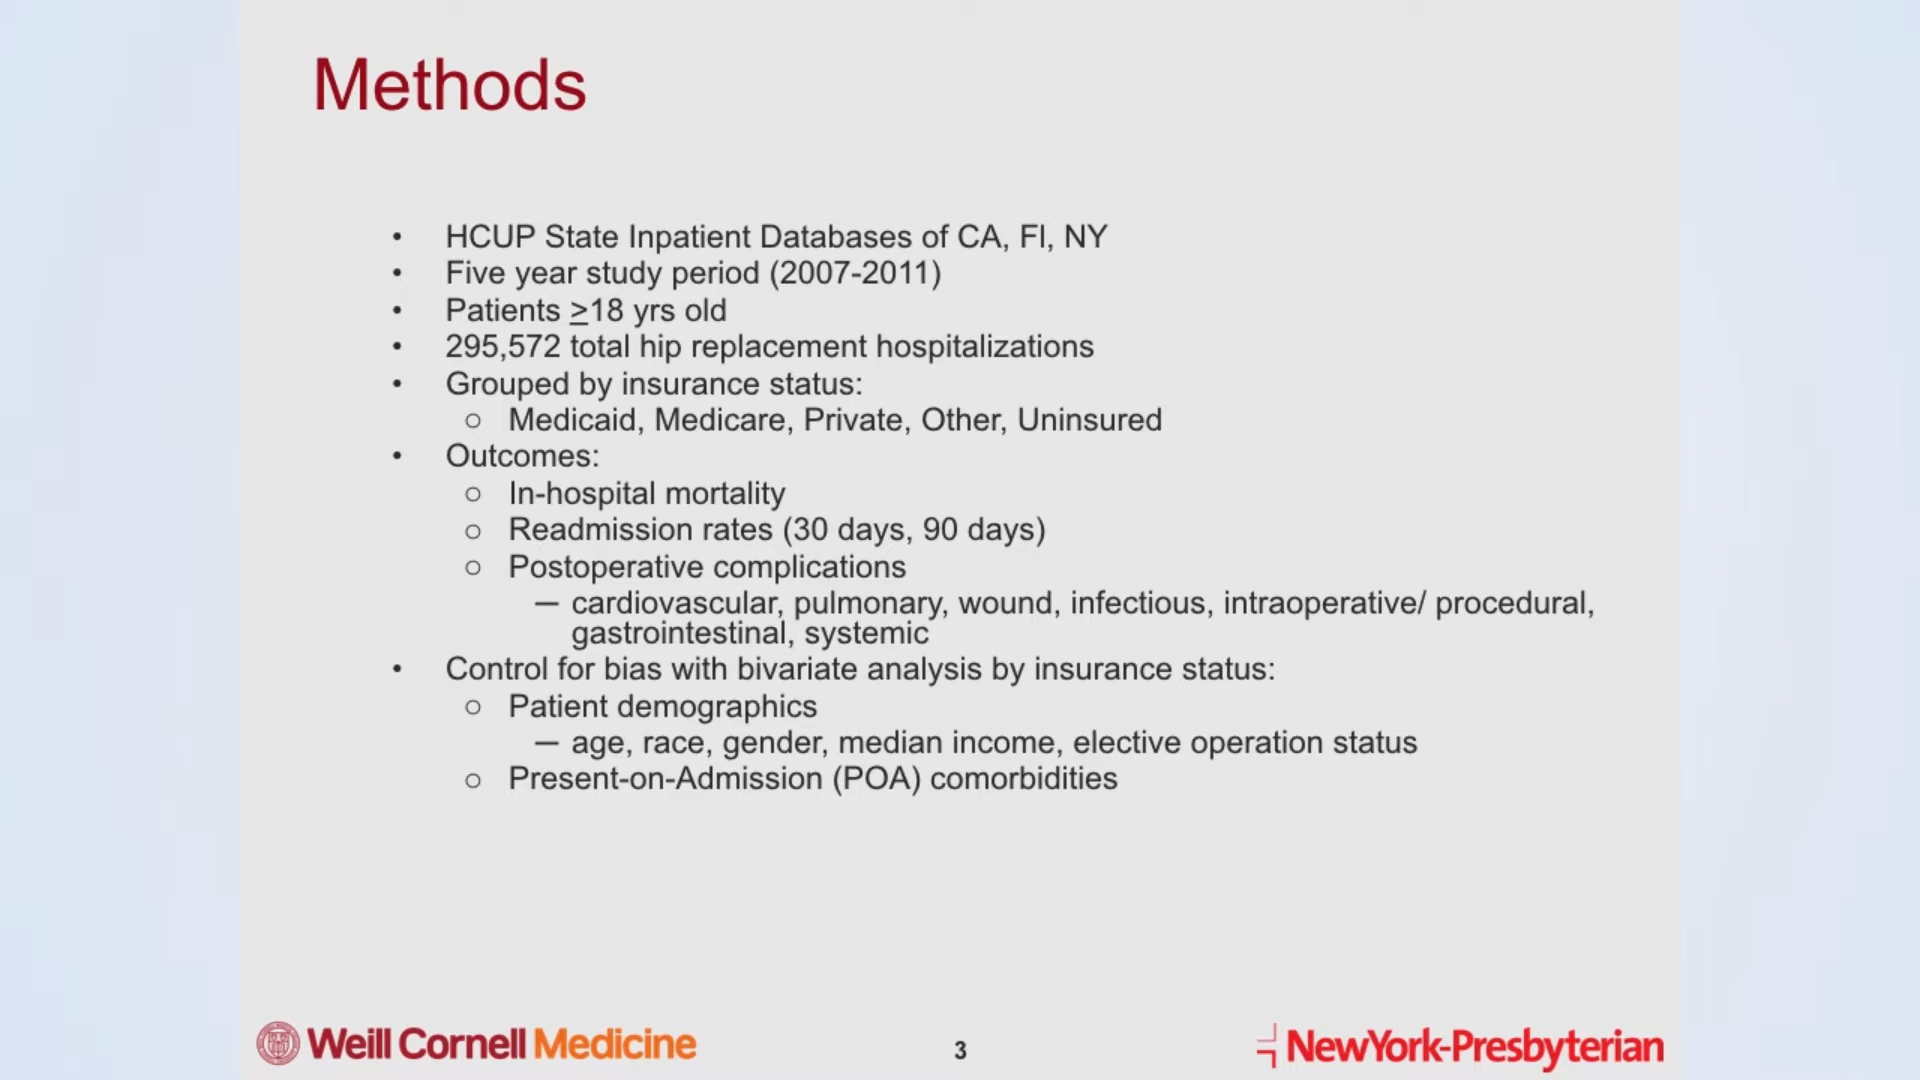 Methods
• HCUP State Inpatient Databases of CA, Fl, NY
• Five year study period (2007-2011)
• Patients ≥18 yrs old
• 295,572 total hip replacement hospitalizations
• Grouped by insurance status:
○ Medicaid, Medicare, Private, Other, Uninsured
• Outcomes:
○ In-hospital mortality
○ Readmission rates (30 days, 90 days)
○ Postoperative complications
— cardiovascular, pulmonary, wound, infectious, intraoperative/ procedural,
gastrointestinal, systemic
• Control for bias with bivariate analysis by insurance status:
○ Patient demographics
— age, race, gender, median income, elective operation status
○ Present-on-Admission (POA) comorbidities
Weill Cornell Medicine
3
NewYork-Presbyterian